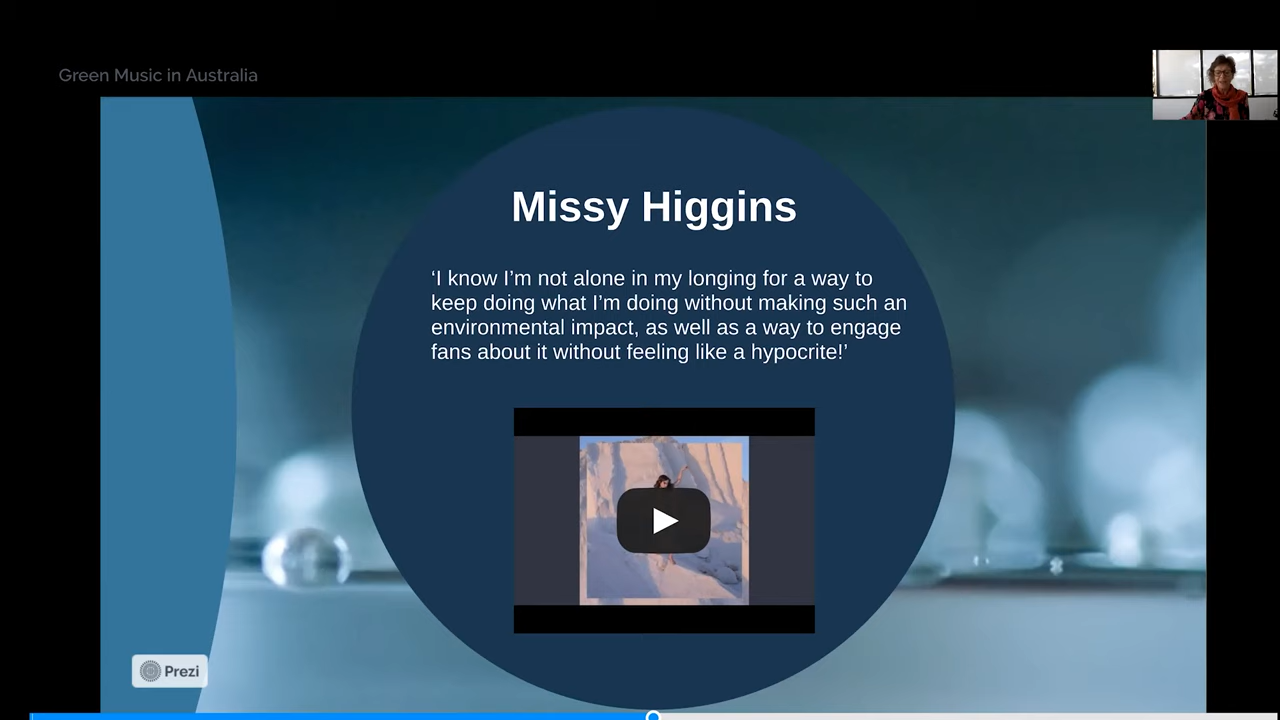 Green Music in Australia
Missy Higgins
‘I know I’m not alone in my longing for a way to
keep doing what I’m doing without making such an
environmental impact, as well as a way to engage
fans about it without feeling like a hypocrite!’
Prezi